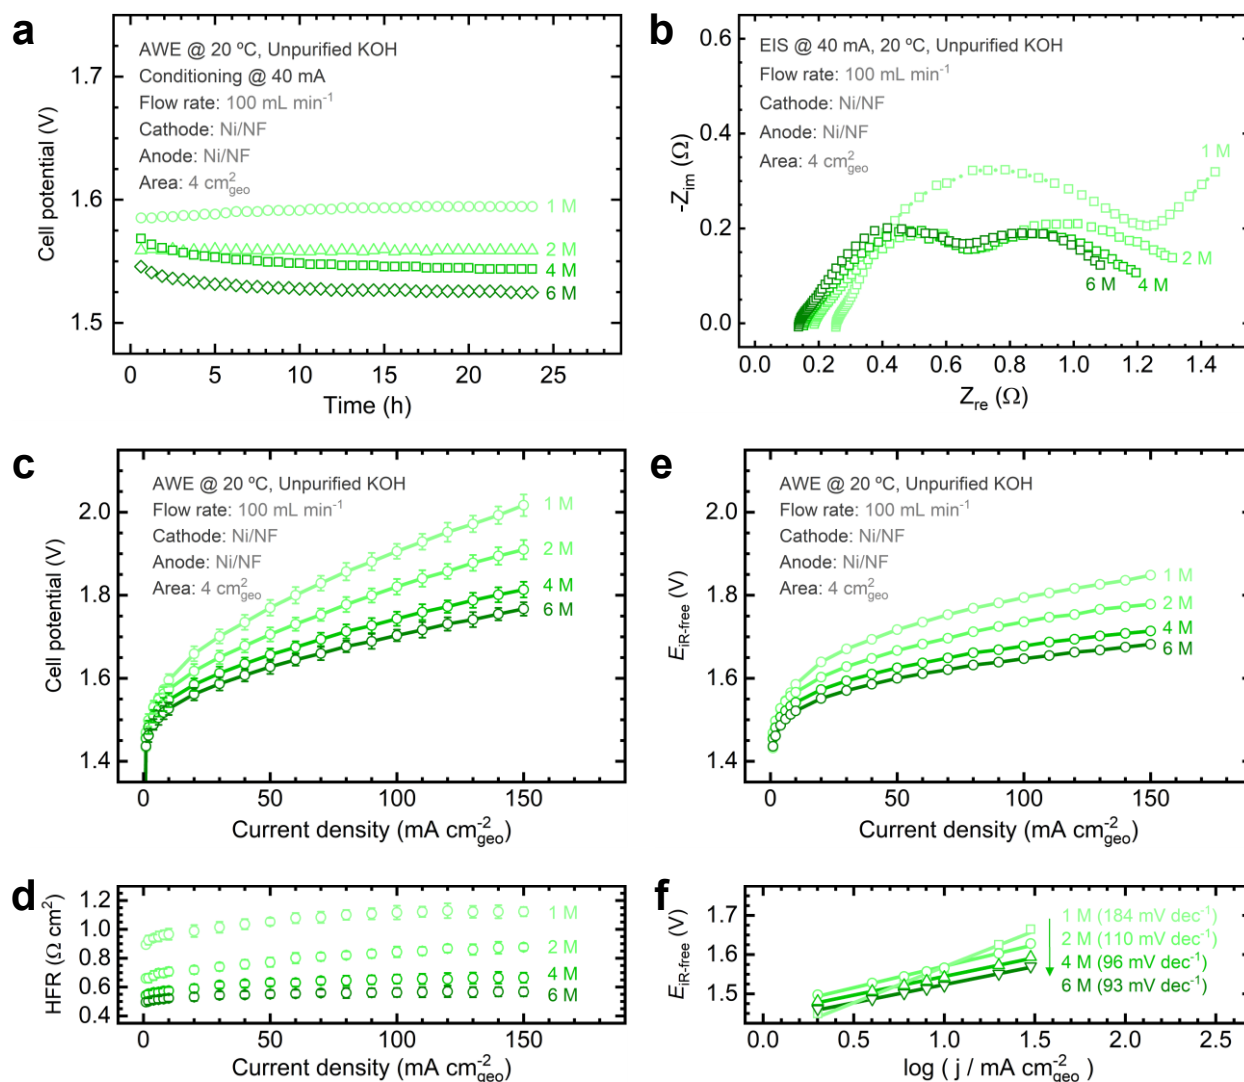 a
AWE @ 20 ºC, Unpurified KOH
Conditioning @ 40 mA
Flow rate: 100 mL min⁻¹
Cathode: Ni/NF
Anode: Ni/NF
Area: 4 cm²geo
1 M
2 M
4 M
6 M
1.7
1.6
1.5
Cell potential (V)
0 5 10 15 20 25
Time (h)
b
EIS @ 40 mA, 20 ºC, Unpurified KOH
Flow rate: 100 mL min⁻¹
Cathode: Ni/NF
Anode: Ni/NF
Area: 4 cm²geo
1 M
2 M
6 M 4 M
0.6
0.4
0.2
0.0
-Zim (Ω)
0.0 0.2 0.4 0.6 0.8 1.0 1.2 1.4
Zre (Ω)
c
AWE @ 20 ºC, Unpurified KOH
Flow rate: 100 mL min⁻¹
Cathode: Ni/NF
Anode: Ni/NF
Area: 4 cm²geo
1 M
2 M
4 M
6 M
2.0
1.8
1.6
1.4
Cell potential (V)
0 50 100 150
Current density (mA cm⁻²geo)
e
AWE @ 20 ºC, Unpurified KOH
Flow rate: 100 mL min⁻¹
Cathode: Ni/NF
Anode: Ni/NF
Area: 4 cm²geo
1 M
2 M
4 M
6 M
2.0
1.8
1.6
1.4
EiR-free (V)
0 50 100 150
Current density (mA cm⁻²geo)
d
1 M
2 M
4 M
6 M
1.2
1.0
0.8
0.6
0.4
HFR (Ω cm²)
0 50 100 150
Current density (mA cm⁻²geo)
f
1 M (184 mV dec⁻¹)
2 M (110 mV dec⁻¹)
4 M (96 mV dec⁻¹)
6 M (93 mV dec⁻¹)
1.7
1.6
1.5
EiR-free (V)
0.0 0.5 1.0 1.5 2.0 2.5
log ( j / mA cm⁻²geo )